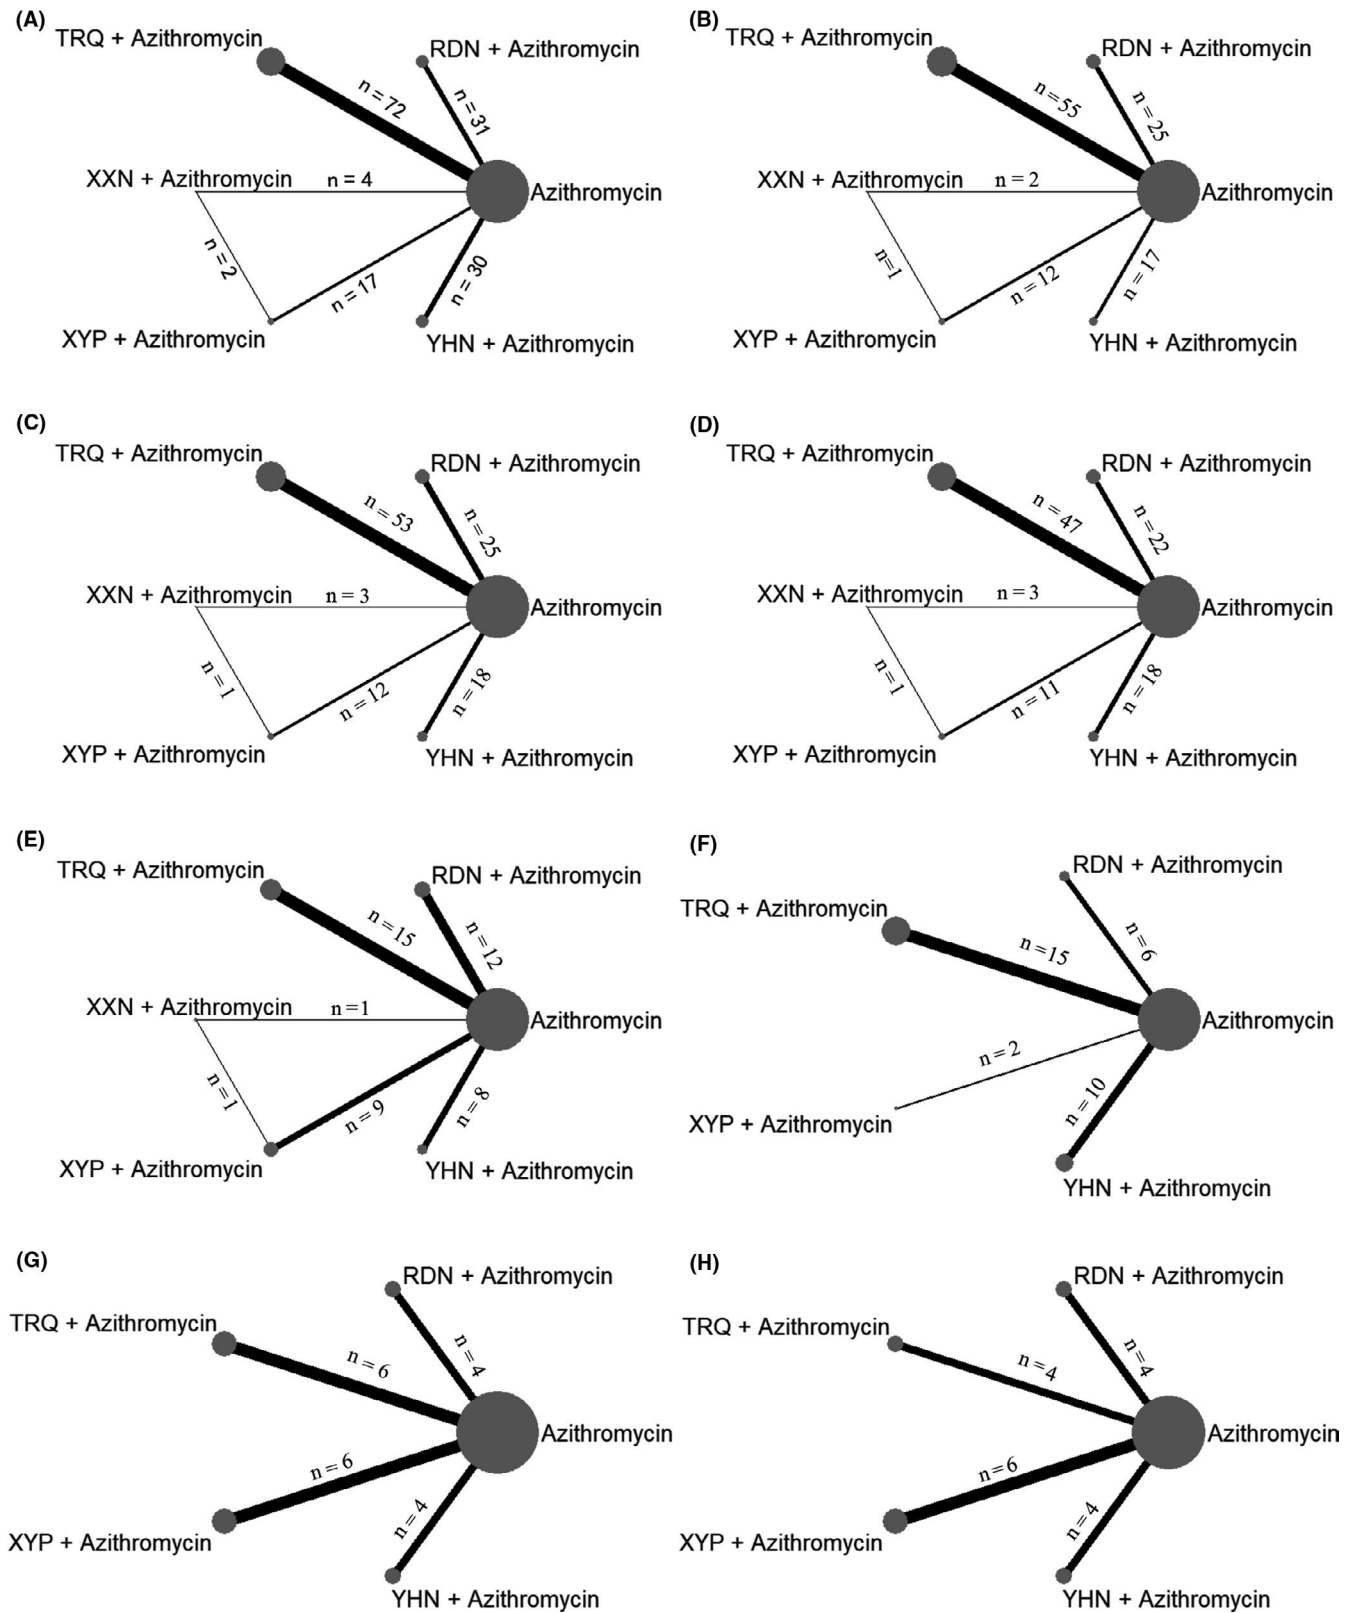 (A)
TRQ + Azithromycin
RDN + Azithromycin
n = 72
n = 31
XXN + Azithromycin
n = 4
Azithromycin
n = 2
n = 17
n = 30
XYP + Azithromycin
YHN + Azithromycin
(B)
TRQ + Azithromycin
RDN + Azithromycin
n = 55
n = 25
XXN + Azithromycin
n = 2
Azithromycin
n=1
n = 12
n = 17
XYP + Azithromycin
YHN + Azithromycin
(C)
TRQ + Azithromycin
RDN + Azithromycin
n = 53
n = 25
XXN + Azithromycin
n = 3
Azithromycin
n = 1
n = 12
n = 18
XYP + Azithromycin
YHN + Azithromycin
(D)
TRQ + Azithromycin
RDN + Azithromycin
n = 47
n = 22
XXN + Azithromycin
n = 3
Azithromycin
n = 1
n = 11
n = 18
XYP + Azithromycin
YHN + Azithromycin
(E)
TRQ + Azithromycin
RDN + Azithromycin
n = 15
n = 12
XXN + Azithromycin
n =1
Azithromycin
n = 1
n = 9
n = 8
XYP + Azithromycin
YHN + Azithromycin
(F)
RDN + Azithromycin
TRQ + Azithromycin
n =15
n = 6
Azithromycin
n = 2
n = 10
XYP + Azithromycin
YHN + Azithromycin
(G)
RDN + Azithromycin
TRQ + Azithromycin
n = 6
n = 4
Azithromycin
n = 6
n = 4
XYP + Azithromycin
YHN + Azithromycin
(H)
RDN + Azithromycin
TRQ + Azithromycin
n = 4
n = 4
Azithromycin
n = 6
n = 4
XYP + Azithromycin
YHN + Azithromycin